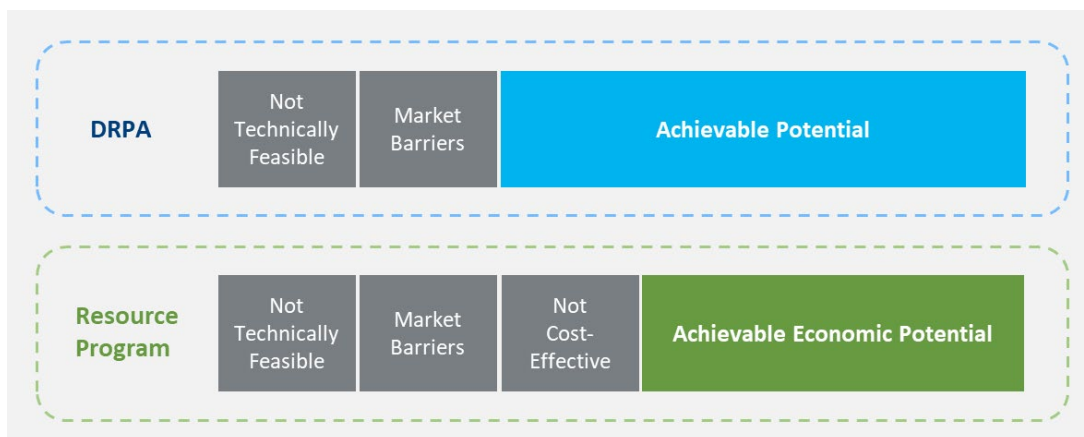 DRPA
Not
Technically
Feasible
Market
Barriers
Achievable Potential
Resource
Program
Not
Technically
Feasible
Market
Barriers
Not
Cost-
Effective
Achievable Economic Potential